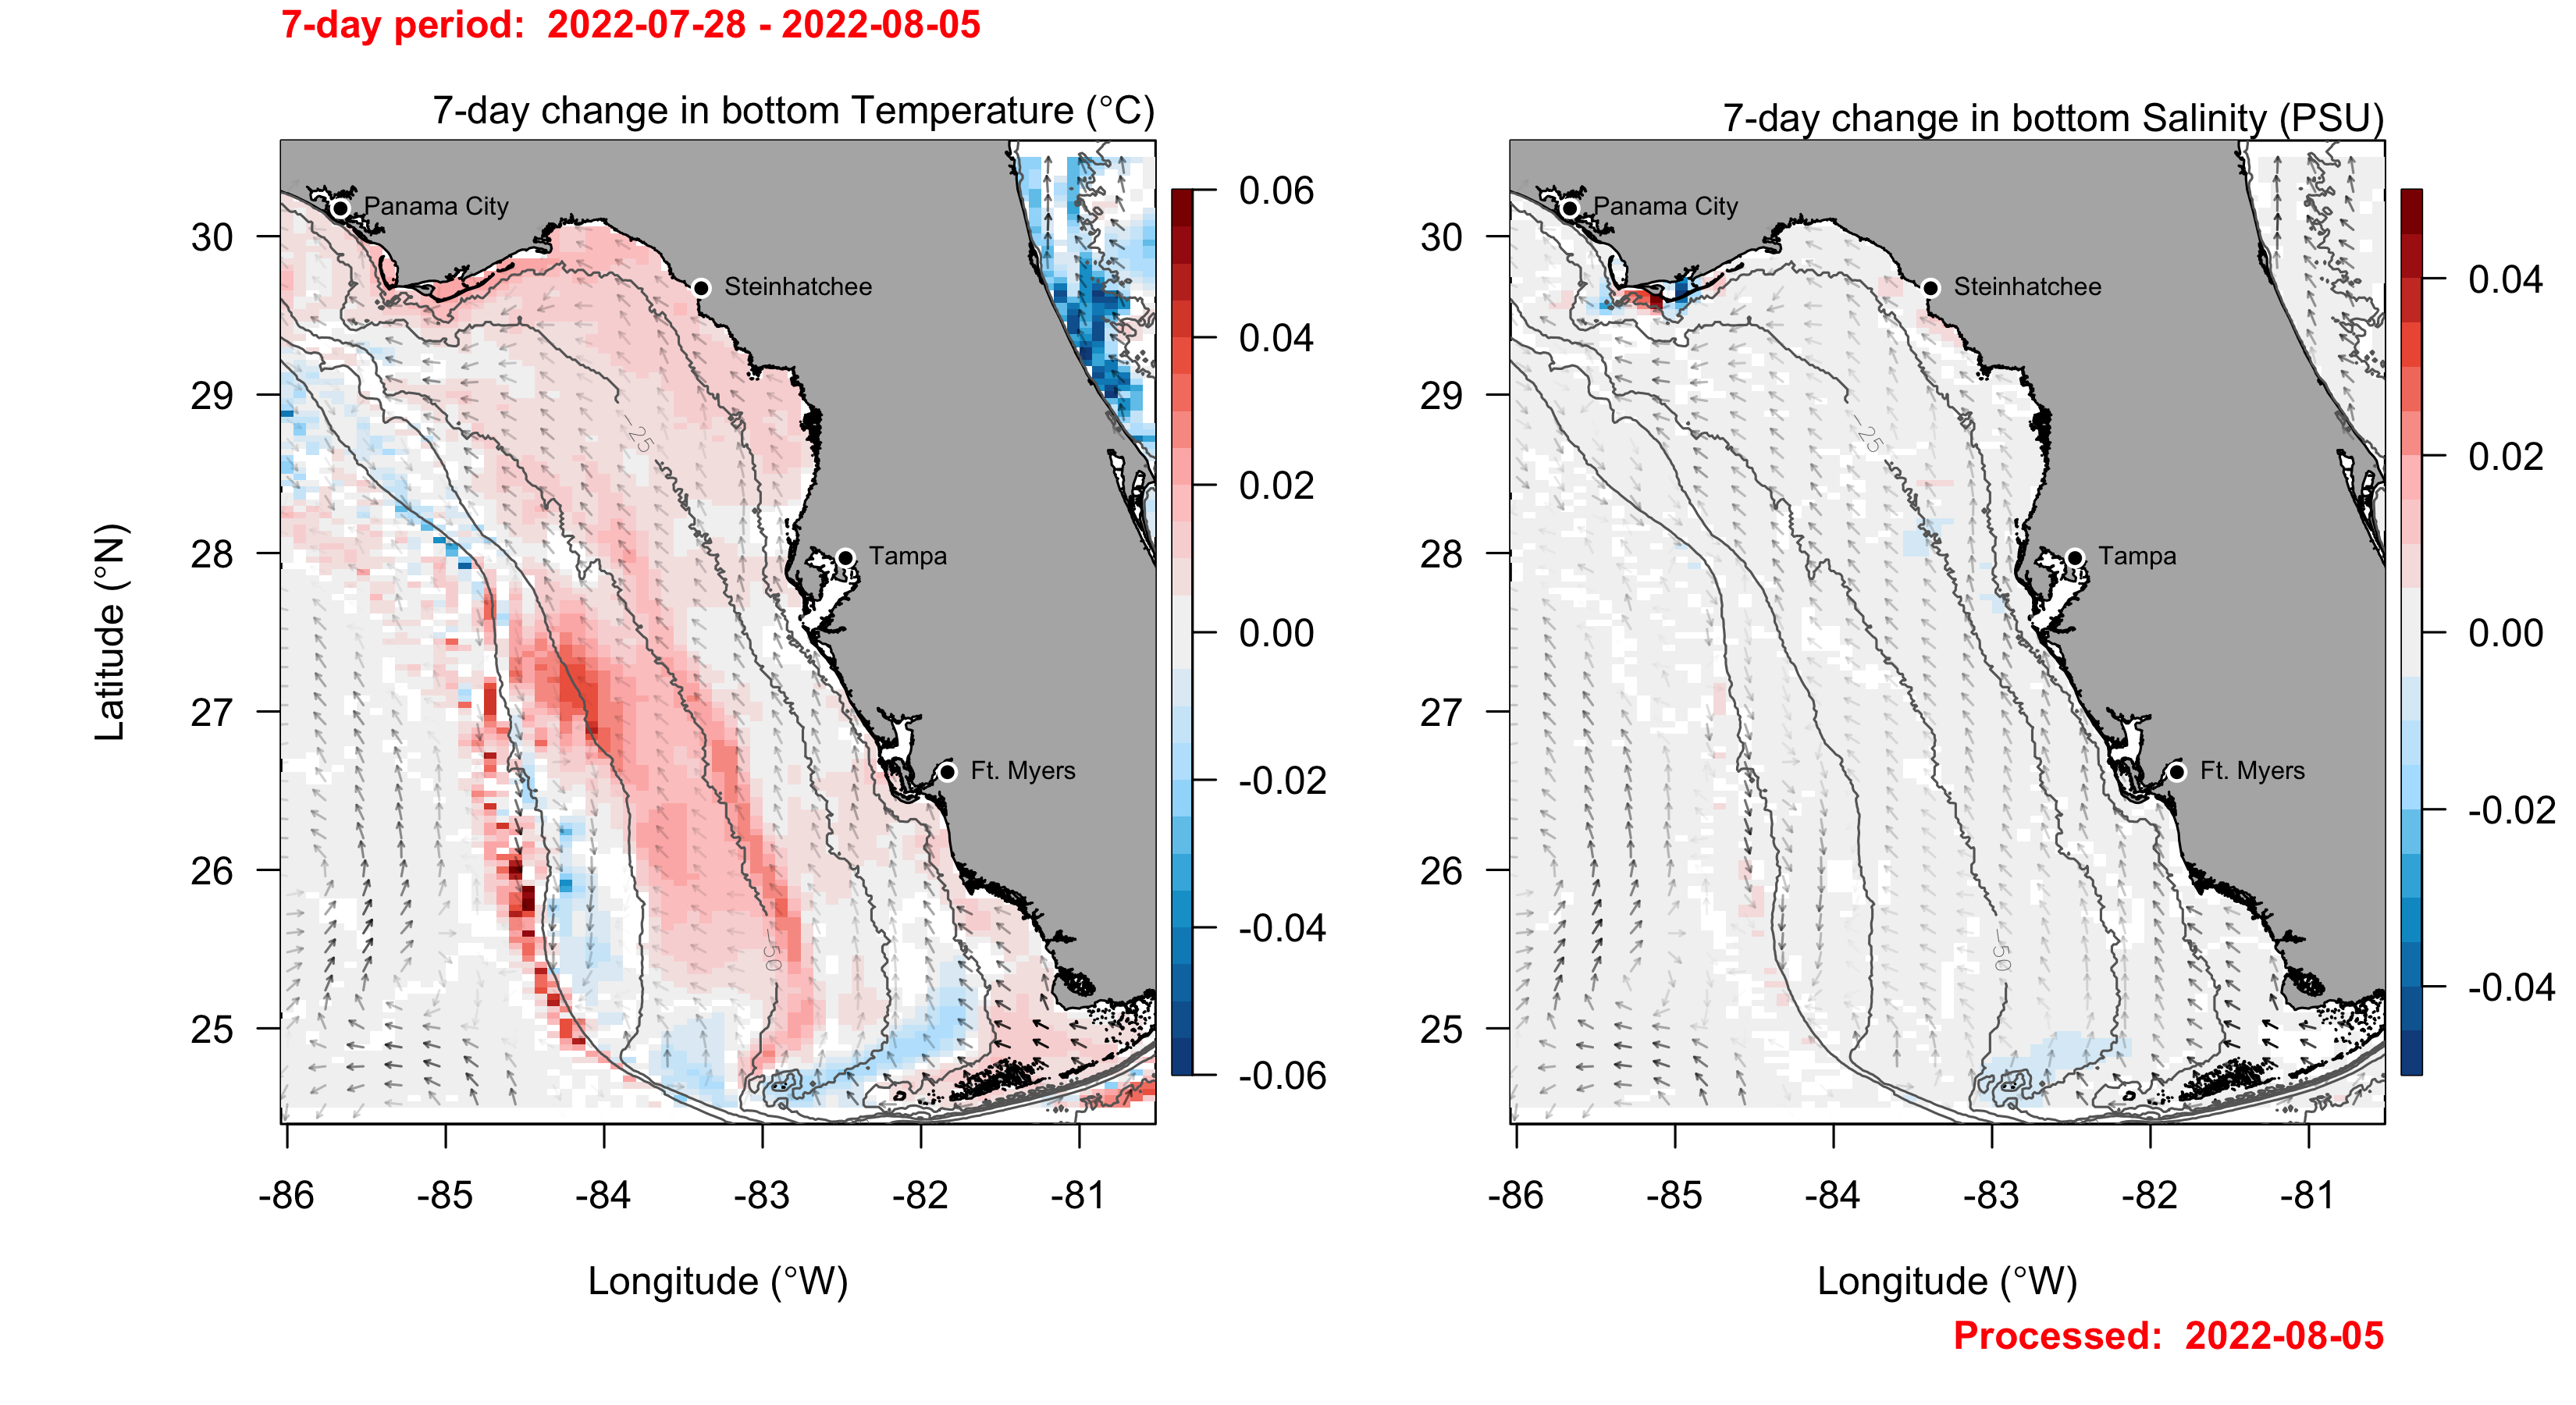 7-day period:  2022-07-28 - 2022-08-05
7-day change in bottom Temperature (°C)
Panama City
Steinhatchee
Tampa
Ft. Myers
-25
-50
30
29
28
27
26
25
Latitude (°N)
-86 -85 -84 -83 -82 -81
Longitude (°W)
0.06
0.04
0.02
0.00
-0.02
-0.04
-0.06
7-day change in bottom Salinity (PSU)
Panama City
Steinhatchee
Tampa
Ft. Myers
-25
-50
30
29
28
27
26
25
-86 -85 -84 -83 -82 -81
Longitude (°W)
0.04
0.02
0.00
-0.02
-0.04
Processed:  2022-08-05